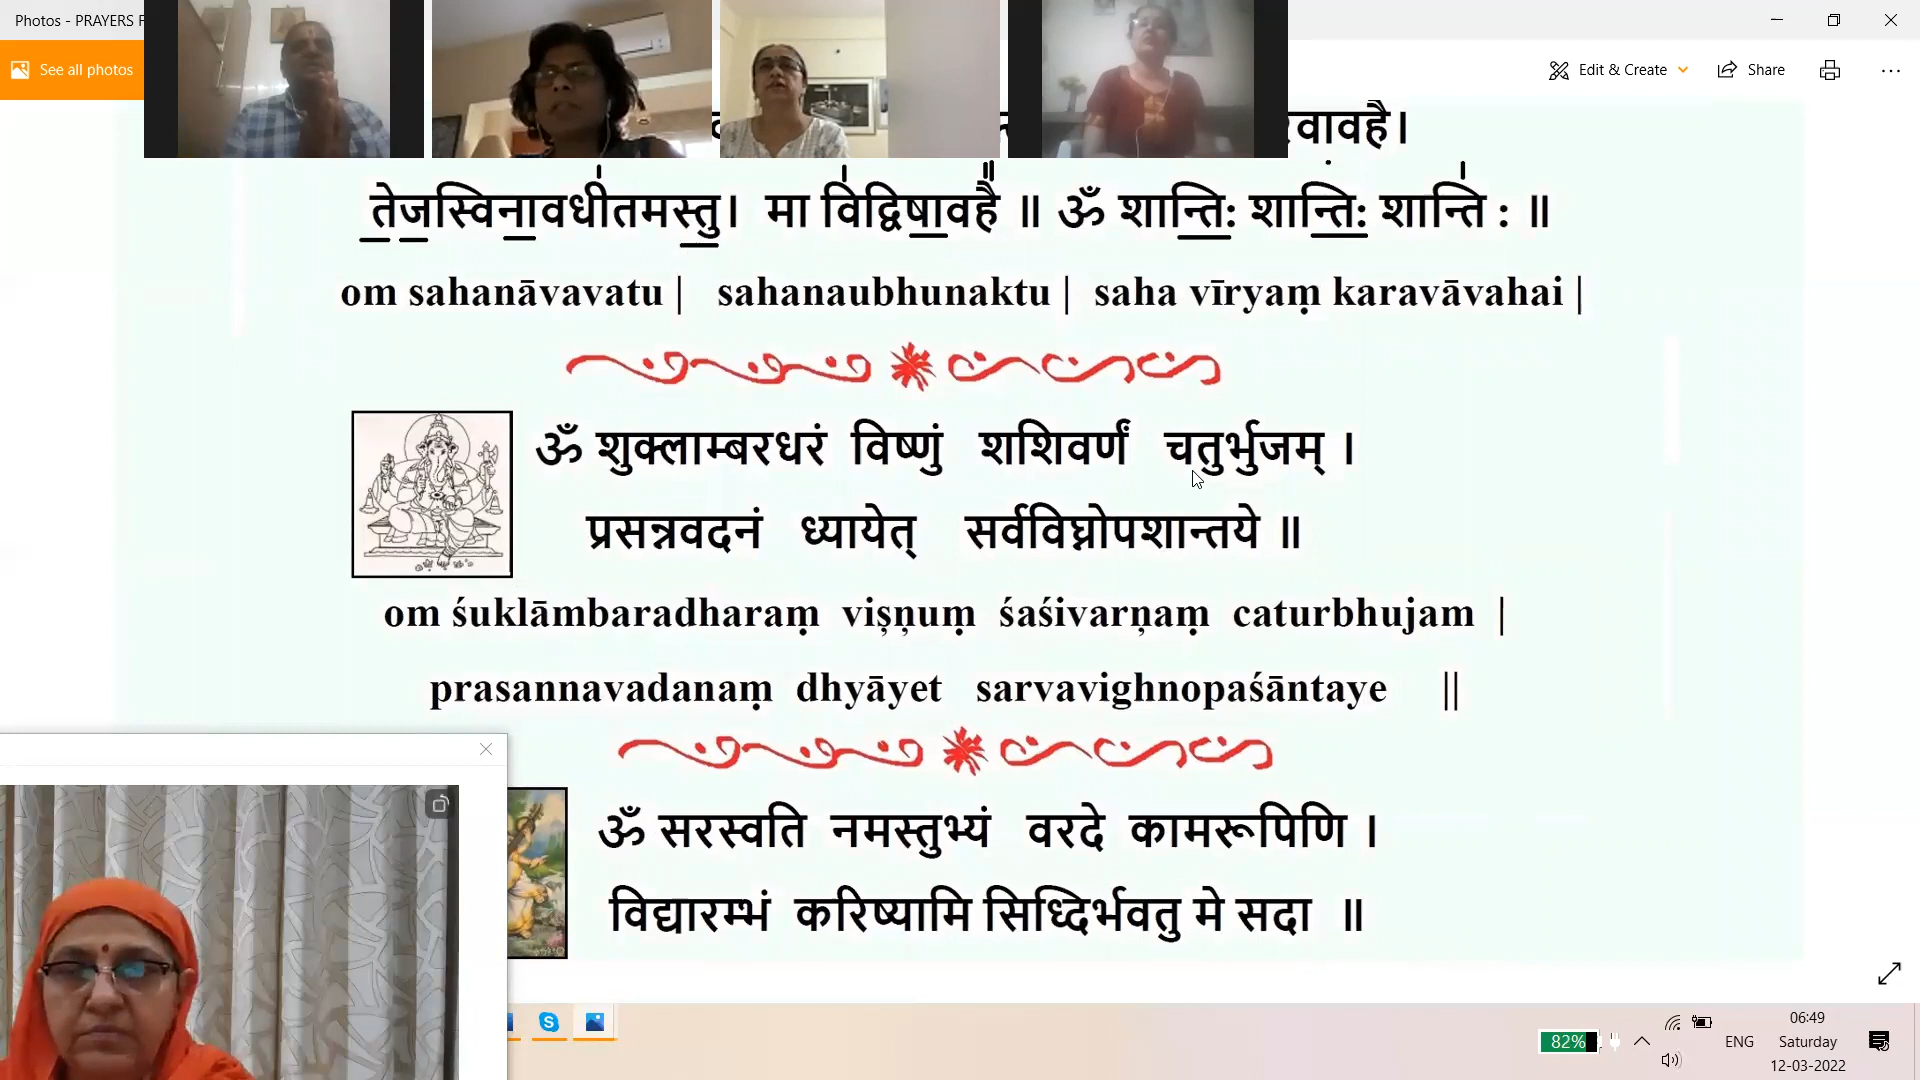 Photos - PRAYERS
See all photos
Edit & Create
Share
रवावहै।
तेजस्विनावधीतमस्तु। मा विद्विषावहै ॥ ॐ शान्तिः शान्तिः शान्ति : ॥
om sahanāvavatu | sahanaubhunaktu | saha vīryaṃ karavāvahai |
ॐ शुक्लाम्बरधरं विष्णुं शशिवर्णं चतुर्भुजम् ।
प्रसन्नवदनं ध्यायेत् सर्वविघ्नोपशान्तये ॥
om śuklāmbaradharaṃ viṣṇuṃ śaśivarṇaṃ caturbhujam |
prasannavadanaṃ dhyāyet sarvavighnopaśāntaye ||
ॐ सरस्वति नमस्तुभ्यं वरदे कामरूपिणि ।
विद्यारम्भं करिष्यामि सिध्दिर्भवतु मे सदा ॥
82%
ENG
06:49
Saturday
12-03-2022